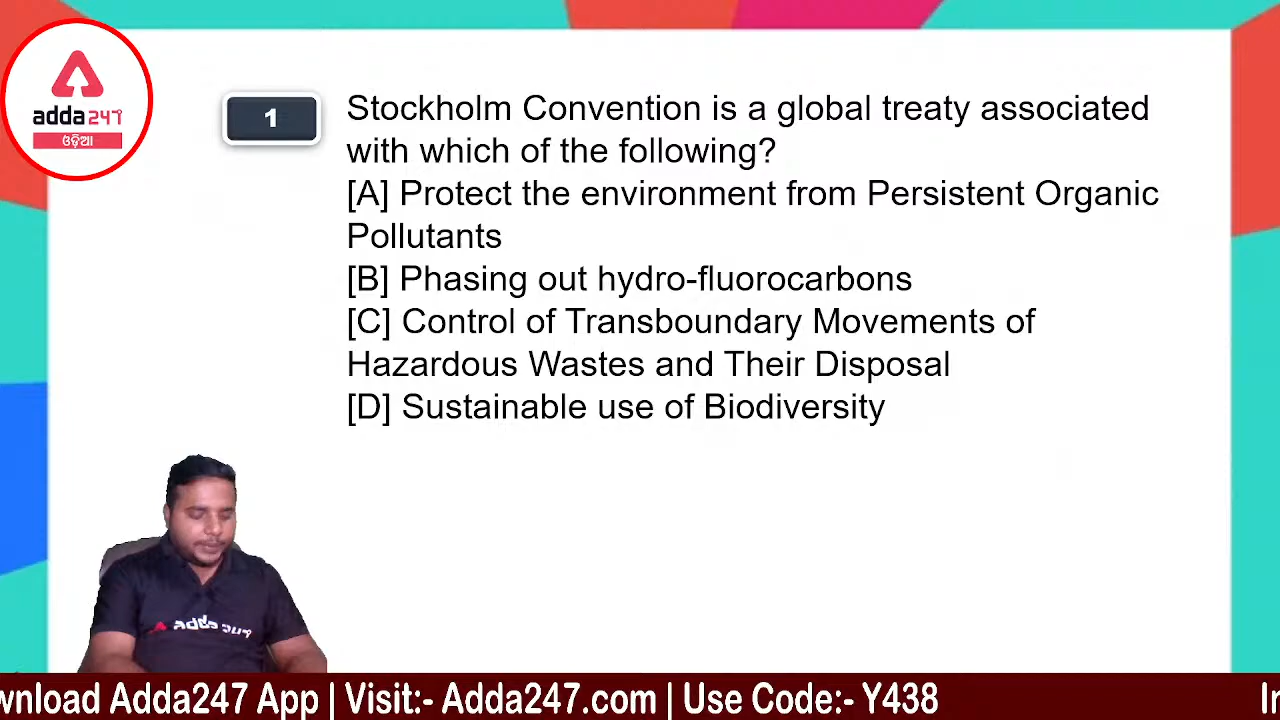 adda247
ଓଡ଼ିଆ
1
Stockholm Convention is a global treaty associated
with which of the following?
[A] Protect the environment from Persistent Organic
Pollutants
[B] Phasing out hydro-fluorocarbons
[C] Control of Transboundary Movements of
Hazardous Wastes and Their Disposal
[D] Sustainable use of Biodiversity
adda247
wnload Adda247 App | Visit:- Adda247.com | Use Code:- Y438
In